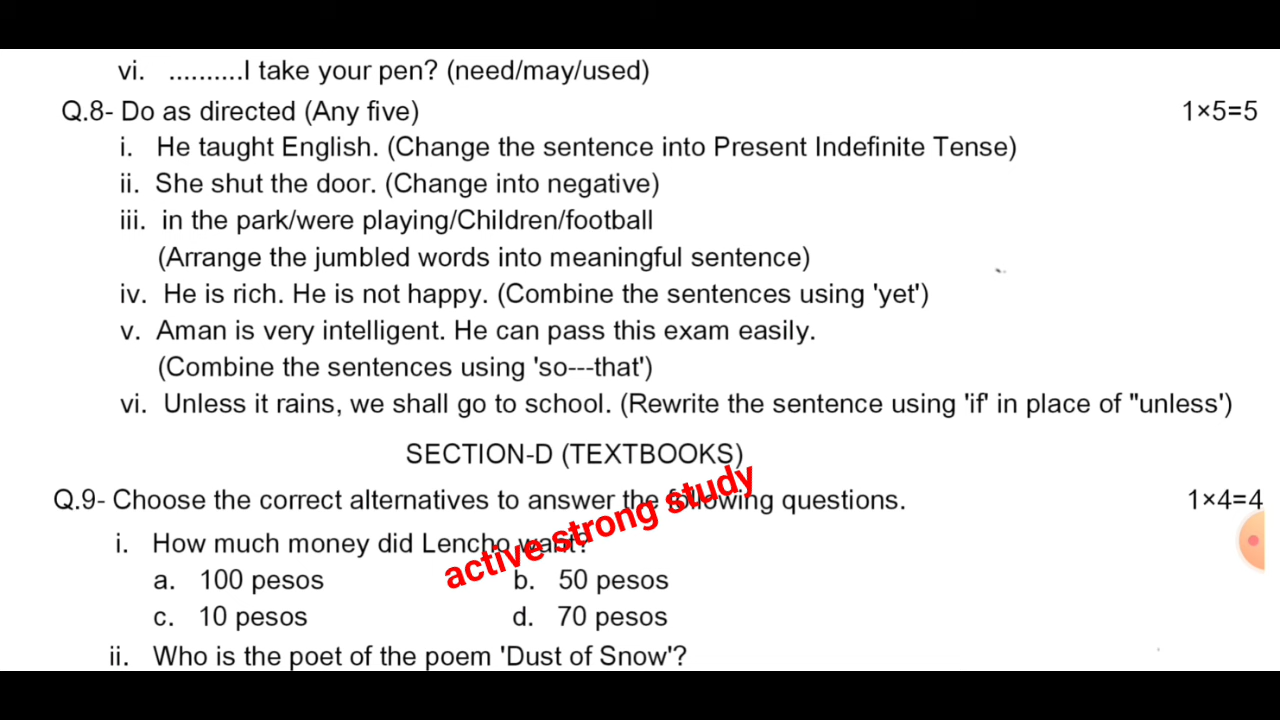 vi. ..........I take your pen? (need/may/used)
Q.8- Do as directed (Any five) 1×5=5
i. He taught English. (Change the sentence into Present Indefinite Tense)
ii. She shut the door. (Change into negative)
iii. in the park/were playing/Children/football
(Arrange the jumbled words into meaningful sentence)
iv. He is rich. He is not happy. (Combine the sentences using 'yet')
v. Aman is very intelligent. He can pass this exam easily.
(Combine the sentences using 'so---that')
vi. Unless it rains, we shall go to school. (Rewrite the sentence using 'if' in place of "unless')
SECTION-D (TEXTBOOKS)
Q.9- Choose the correct alternatives to answer the following questions. 1×4=4
active strong study
i. How much money did Lencho want?
a. 100 pesos b. 50 pesos
c. 10 pesos d. 70 pesos
ii. Who is the poet of the poem 'Dust of Snow'?